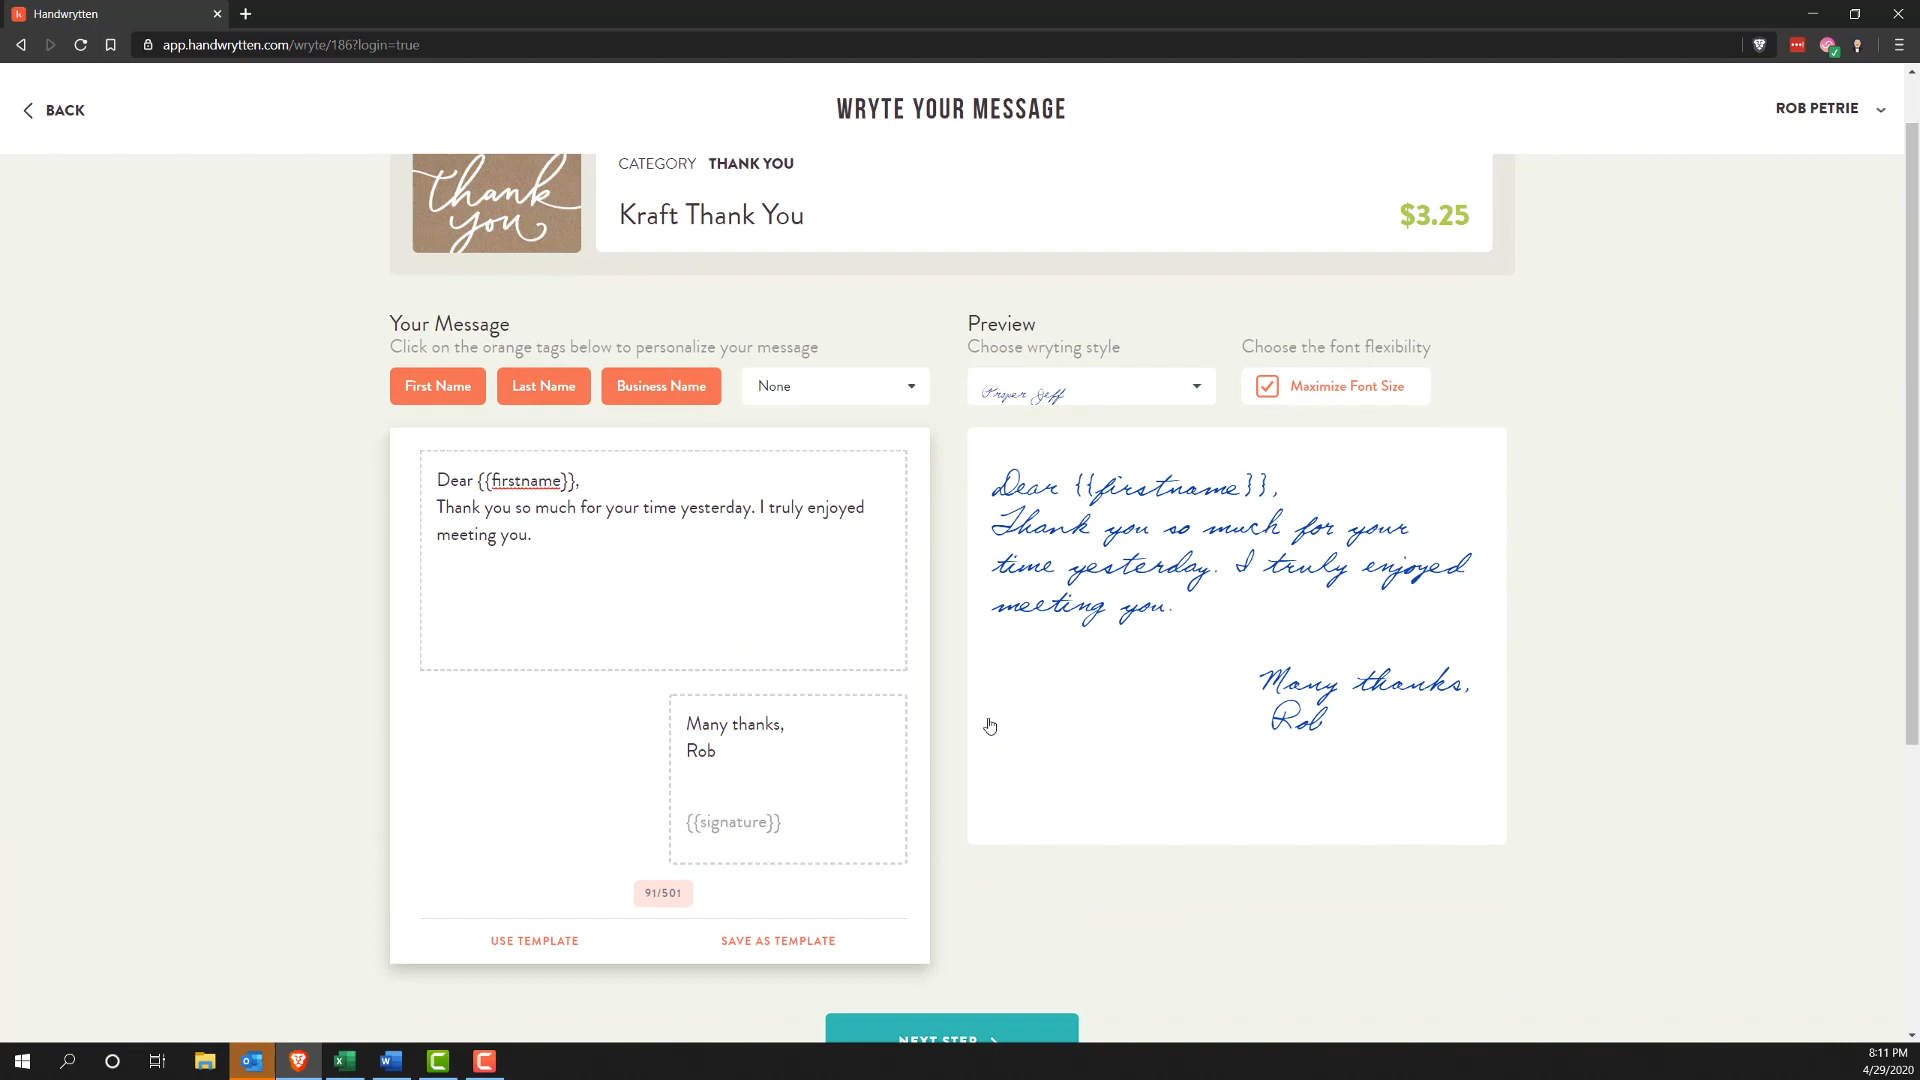 Handwrytten
app.handwrytten.com/wryte/186?login=true
BACK
WRYTE YOUR MESSAGE
ROB PETRIE
thank
you
CATEGORY THANK YOU
Kraft Thank You
$3.25
Your Message
Click on the orange tags below to personalize your message
First Name
Last Name
Business Name
None
Preview
Choose wryting style
Proper Jeff
Choose the font flexibility
Maximize Font Size
Dear {{firstname}},
Thank you so much for your time yesterday. I truly enjoyed
meeting you.
Many thanks,
Rob
{{signature}}
91/501
USE TEMPLATE
SAVE AS TEMPLATE
Dear {{firstname}},
Thank you so much for your
time yesterday. I truly enjoyed
meeting you.
Many thanks,
Rob
NEXT STEP
8:11 PM
4/29/2020